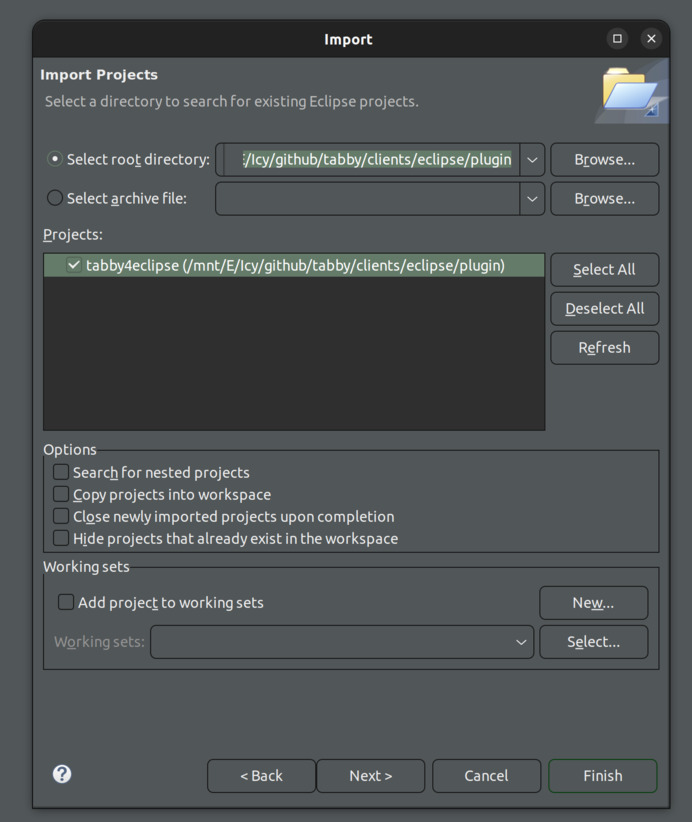 Import
Import Projects
Select a directory to search for existing Eclipse projects.
Select root directory: /Icy/github/tabby/clients/eclipse/plugin Browse...
Select archive file: Browse...
Projects:
tabby4eclipse (/mnt/E/Icy/github/tabby/clients/eclipse/plugin) Select All
Deselect All
Refresh
Options
Search for nested projects
Copy projects into workspace
Close newly imported projects upon completion
Hide projects that already exist in the workspace
Working sets
Add project to working sets New...
Working sets: Select...
? < Back Next > Cancel Finish